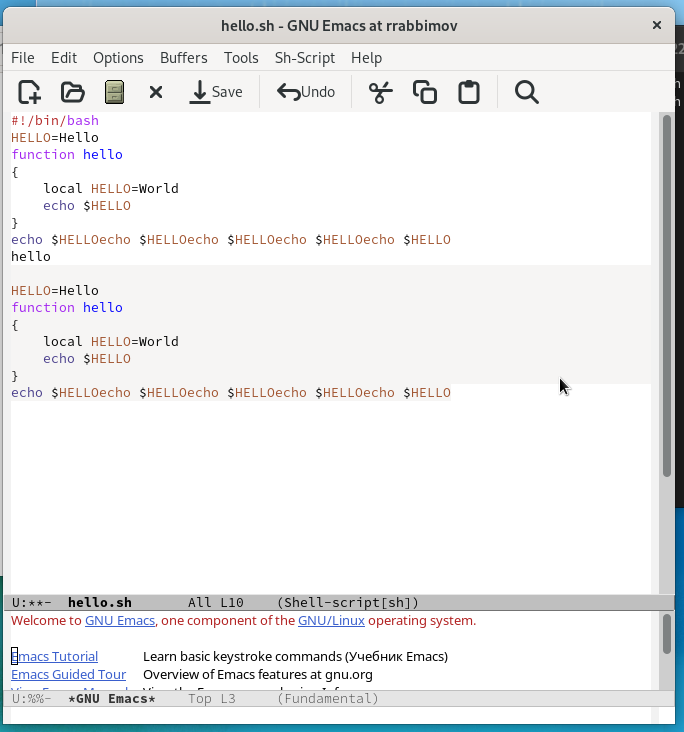 hello.sh - GNU Emacs at rrabbimov
File Edit Options Buffers Tools Sh-Script Help
Save Undo
#!/bin/bash
HELLO=Hello
function hello
{
    local HELLO=World
    echo $HELLO
}
echo $HELLOecho $HELLOecho $HELLOecho $HELLOecho $HELLO
hello

HELLO=Hello
function hello
{
    local HELLO=World
    echo $HELLO
}
echo $HELLOecho $HELLOecho $HELLOecho $HELLOecho $HELLO
U:**-  hello.sh       All L10    (Shell-script[sh])
Welcome to GNU Emacs, one component of the GNU/Linux operating system.
Emacs Tutorial Learn basic keystroke commands (Учебник Emacs)
Emacs Guided Tour Overview of Emacs features at gnu.org
U:%%-  *GNU Emacs*    Top L3     (Fundamental)